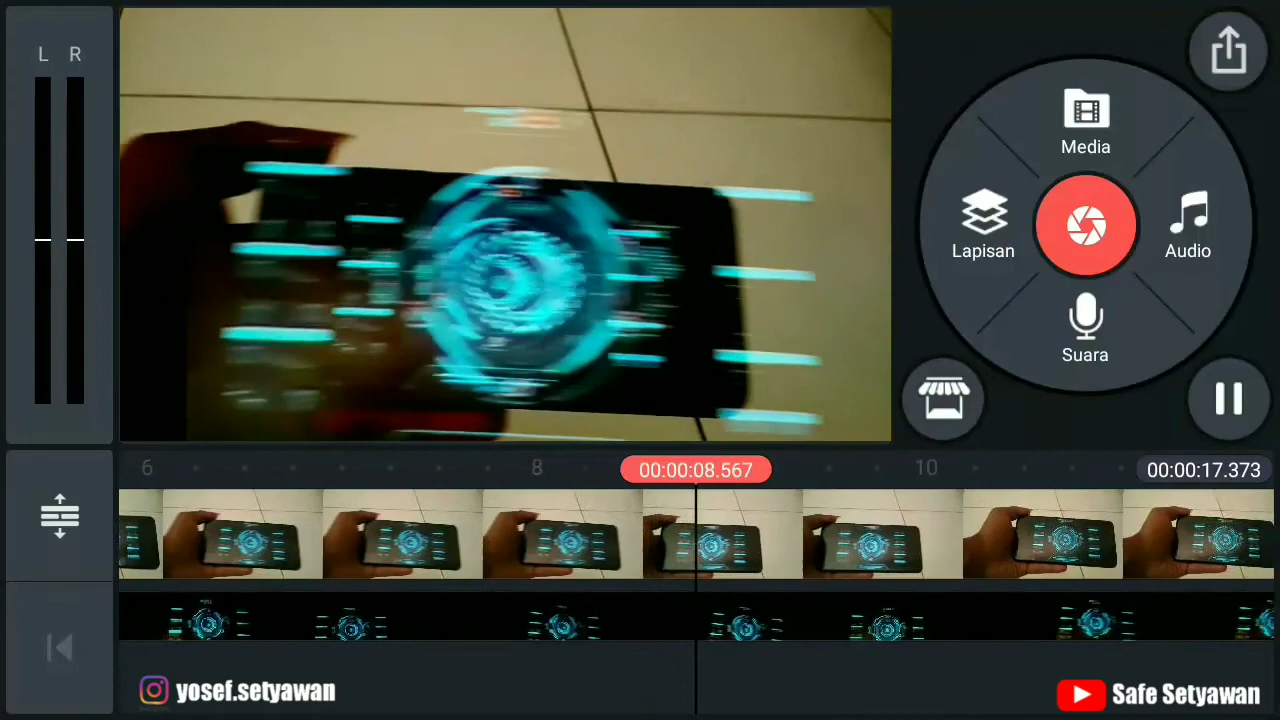 L R
Media
Lapisan
Audio
Suara
6
8
00:00:08.567
10
00:00:17.373
yosef.setyawan
Safe Setyawan